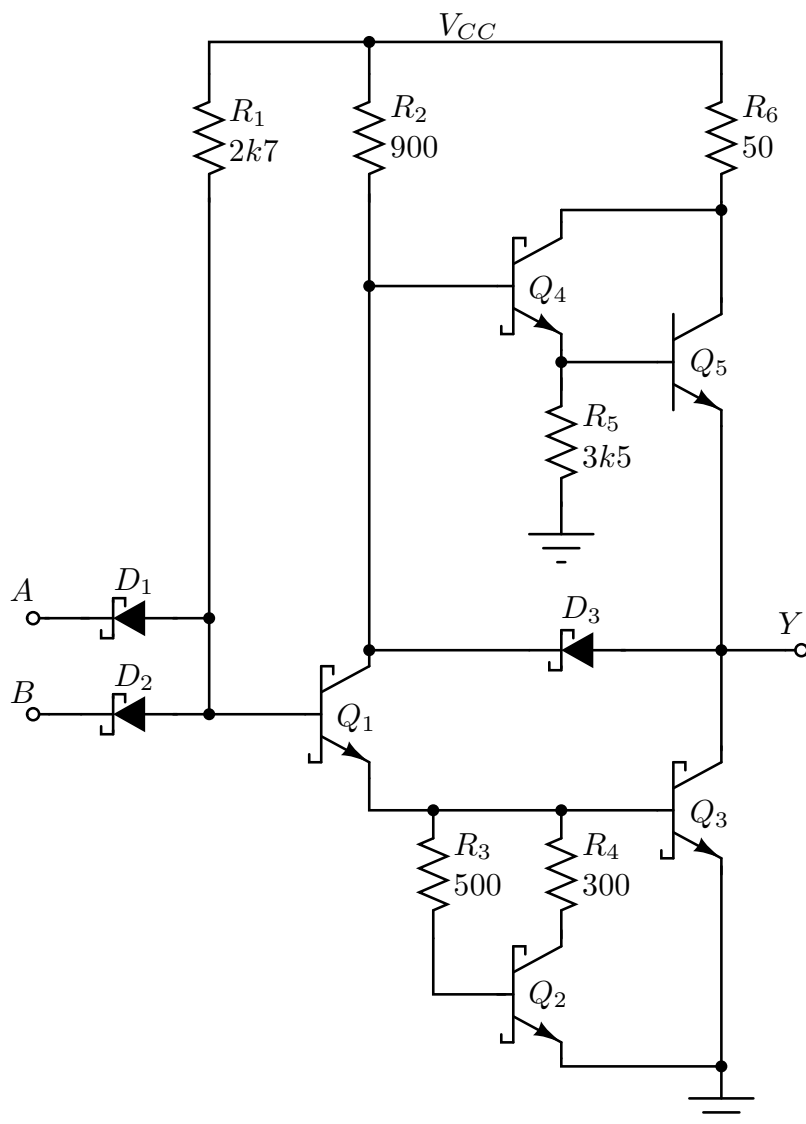 V_CC
R_1
2k7
R_2
900
R_6
50
Q_4
Q_5
R_5
3k5
A
D_1
D_3
Y
B
D_2
Q_1
Q_3
R_3
500
R_4
300
Q_2